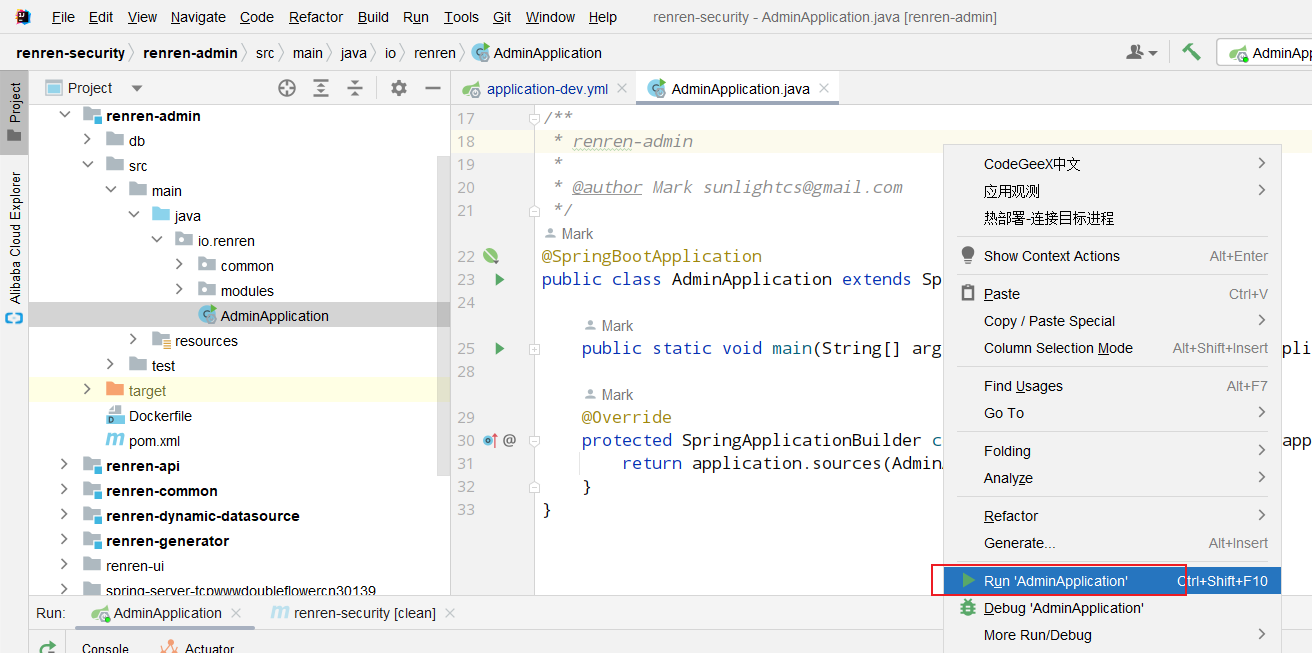 File Edit View Navigate Code Refactor Build Run Tools Git Window Help renren-security - AdminApplication.java [renren-admin]
renren-security renren-admin src main java io renren AdminApplication AdminApp
Project
Alibaba Cloud Explorer
Project
renren-admin
db
src
main
java
io.renren
common
modules
AdminApplication
resources
test
target
Dockerfile
pom.xml
renren-api
renren-common
renren-dynamic-datasource
renren-generator
renren-ui
spring-server-fcpwwwdoubleflowercn30139
application-dev.yml AdminApplication.java
17 /**
18 * renren-admin
19 *
20 * @author Mark sunlightcs@gmail.com
21 */
Mark
22 @SpringBootApplication
23 public class AdminApplication extends Sp
24
Mark
25 public static void main(String[] arg pli
28
Mark
29 @Override
30 @ protected SpringApplicationBuilder c app
31 return application.sources(Admin
32 }
33 }
CodeGeeX中文
应用观测
热部署-连接目标进程
Show Context Actions Alt+Enter
Paste Ctrl+V
Copy / Paste Special
Column Selection Mode Alt+Shift+Insert
Find Usages Alt+F7
Go To
Folding
Analyze
Refactor
Generate... Alt+Insert
Run 'AdminApplication' Ctrl+Shift+F10
Debug 'AdminApplication'
More Run/Debug
Run: AdminApplication renren-security [clean]
Console Actuator